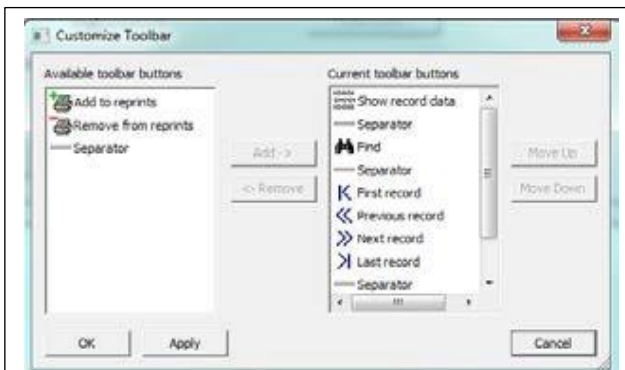 Customize Toolbar
Available toolbar buttons
Add to reprints
Remove from reprints
Separator
Add ->
<- Remove
Current toolbar buttons
Show record data
Separator
Find
Separator
First record
Previous record
Next record
Last record
Separator
Move Up
Move Down
OK
Apply
Cancel